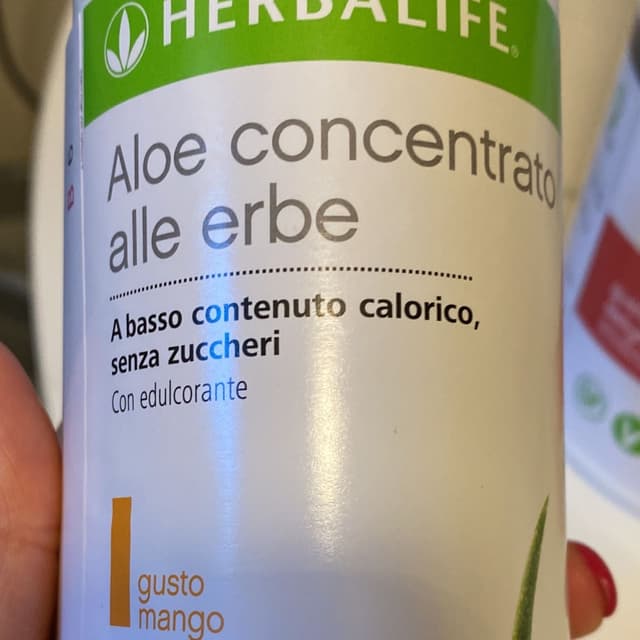 HERBALIFE®
Aloe concentrato
alle erbe
A basso contenuto calorico,
senza zuccheri
Con edulcorante
gusto
mango